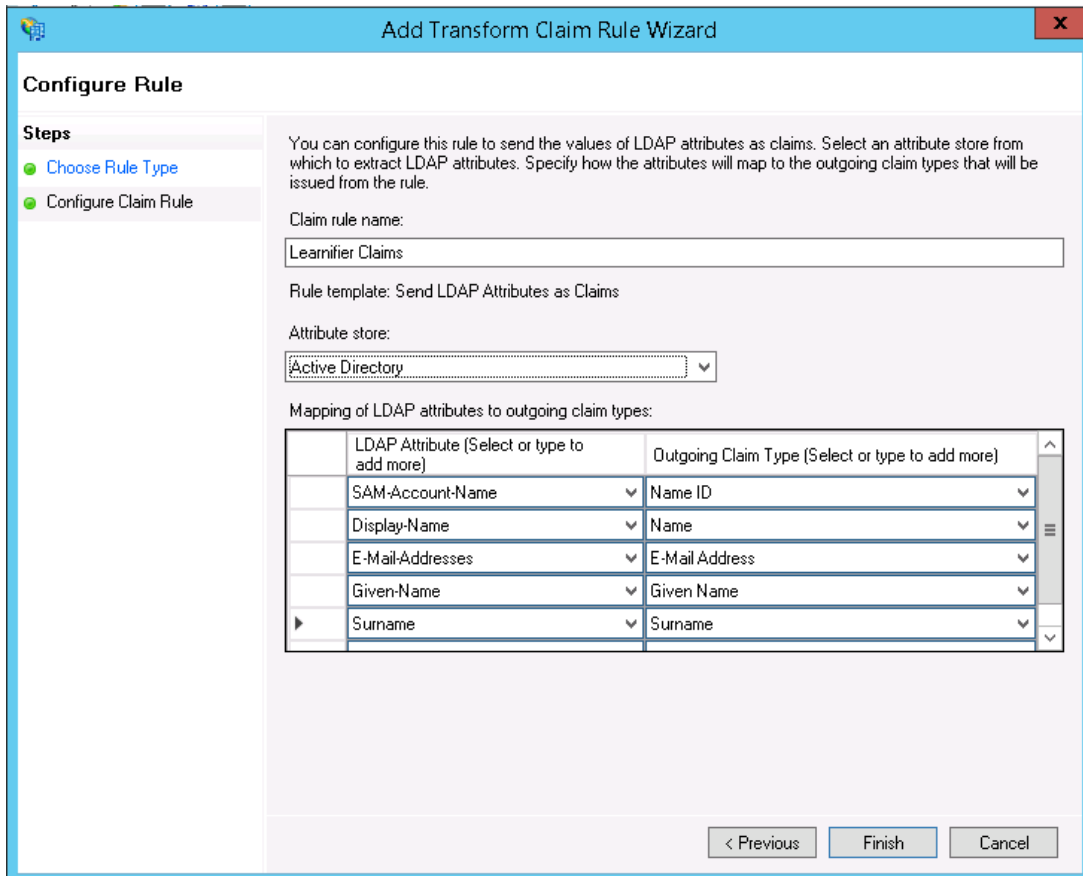 Add Transform Claim Rule Wizard
x
Configure Rule
Steps
Choose Rule Type
Configure Claim Rule
You can configure this rule to send the values of LDAP attributes as claims. Select an attribute store from
which to extract LDAP attributes. Specify how the attributes will map to the outgoing claim types that will be
issued from the rule.
Claim rule name:
Learnifier Claims
Rule template: Send LDAP Attributes as Claims
Attribute store:
Active Directory
Mapping of LDAP attributes to outgoing claim types:
LDAP Attribute (Select or type to
add more)
Outgoing Claim Type (Select or type to add more)
SAM-Account-Name Name ID
Display-Name Name
E-Mail-Addresses E-Mail Address
Given-Name Given Name
Surname Surname
< Previous Finish Cancel